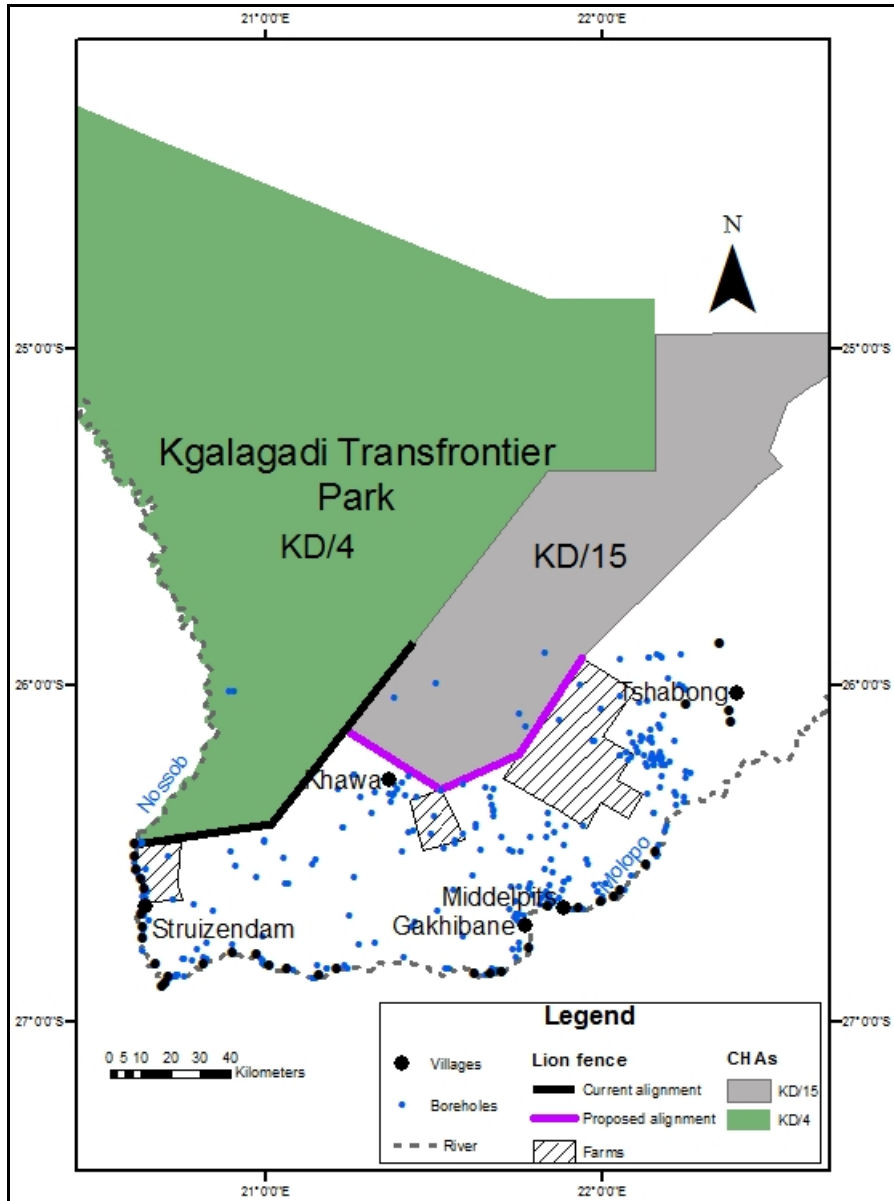 21°0'0"E
22°0'0"E
N
25°0'0"S
25°0'0"S
Kgalagadi Transfrontier
Park
KD/4
KD/15
26°0'0"S
26°0'0"S
Tshabong
Nossob
Khawa
Molopo
Middelpits
Gakhibane
Struizendam
27°0'0"S
27°0'0"S
Legend
Villages
Boreholes
River
Lion fence
Current alignment
Proposed alignment
Farms
CHAs
KD/15
KD/4
0 5 10 20 30 40
Kilometers
21°0'0"E
22°0'0"E